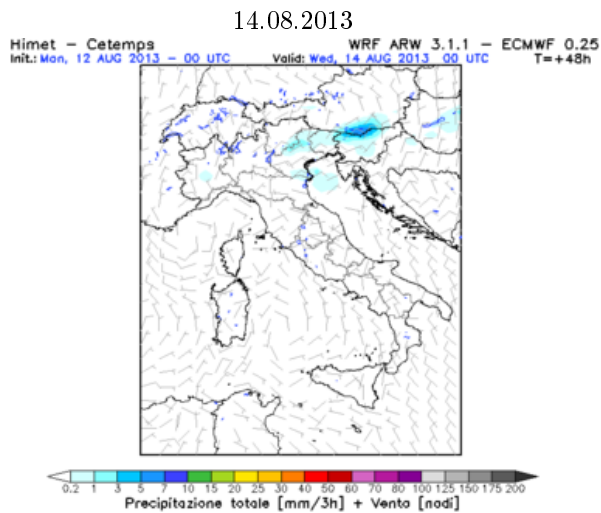 14.08.2013
Himet – Cetemps WRF ARW 3.1.1 – ECMWF 0.25
Init.: Mon, 12 AUG 2013 – 00 UTC Valid: Wed, 14 AUG 2013 00 UTC T=+48h
0.2 1 3 5 7 10 15 20 25 30 40 50 60 70 80 100 125 150 175 200
Precipitazione totale [mm/3h] + Vento [nodi]